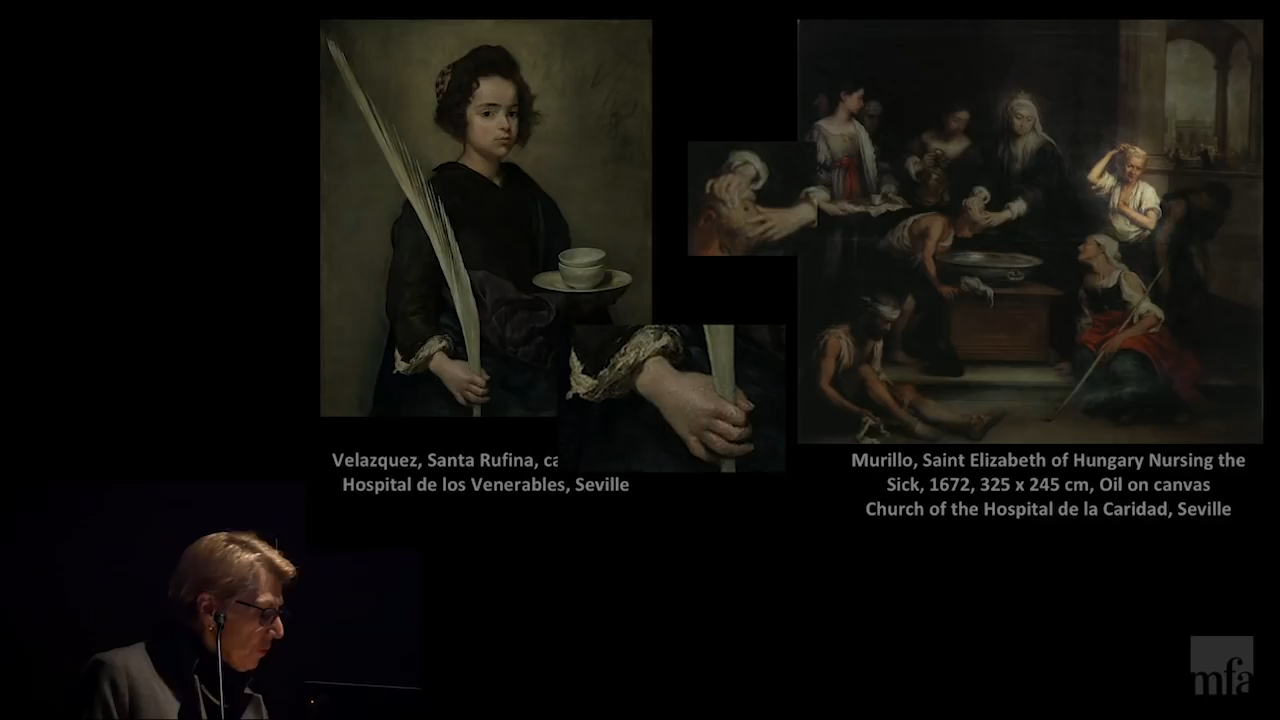 Velazquez, Santa Rufina, ca
Hospital de los Venerables, Seville
Murillo, Saint Elizabeth of Hungary Nursing the
Sick, 1672, 325 x 245 cm, Oil on canvas
Church of the Hospital de la Caridad, Seville
mfa